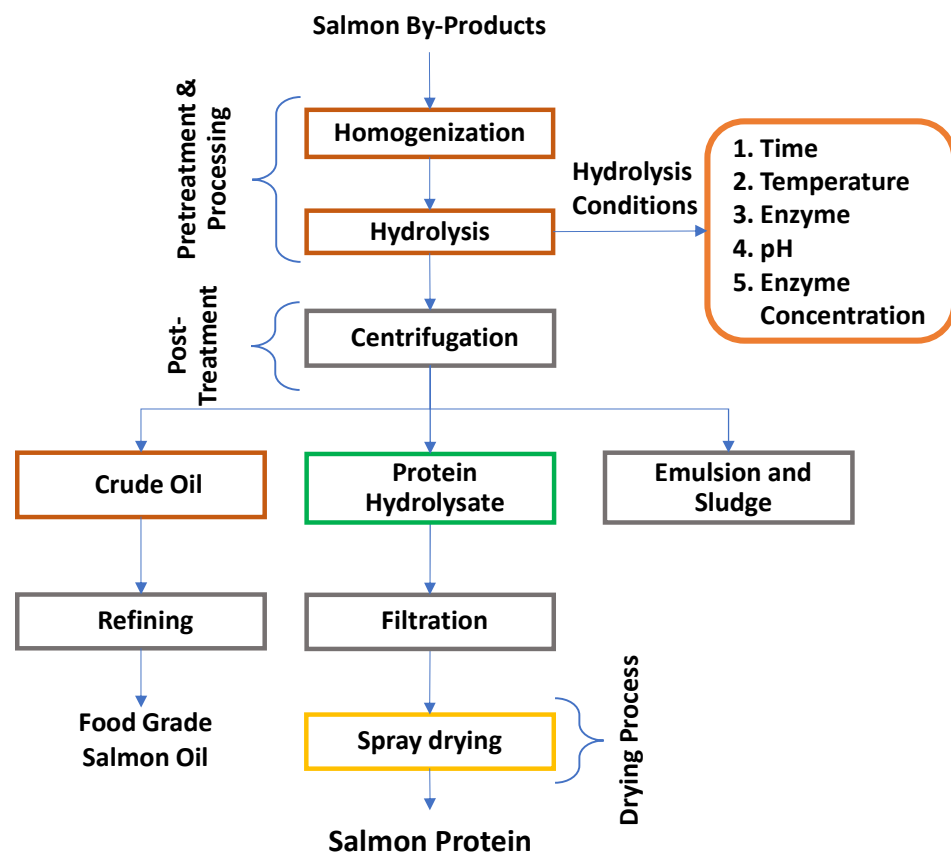 Salmon By-Products
Pretreatment &
Processing
Homogenization
Hydrolysis
Hydrolysis
Conditions
1. Time
2. Temperature
3. Enzyme
4. pH
5. Enzyme
Concentration
Post-
Treatment
Centrifugation
Crude Oil
Protein
Hydrolysate
Emulsion and
Sludge
Refining
Filtration
Food Grade
Salmon Oil
Spray drying
Drying Process
Salmon Protein